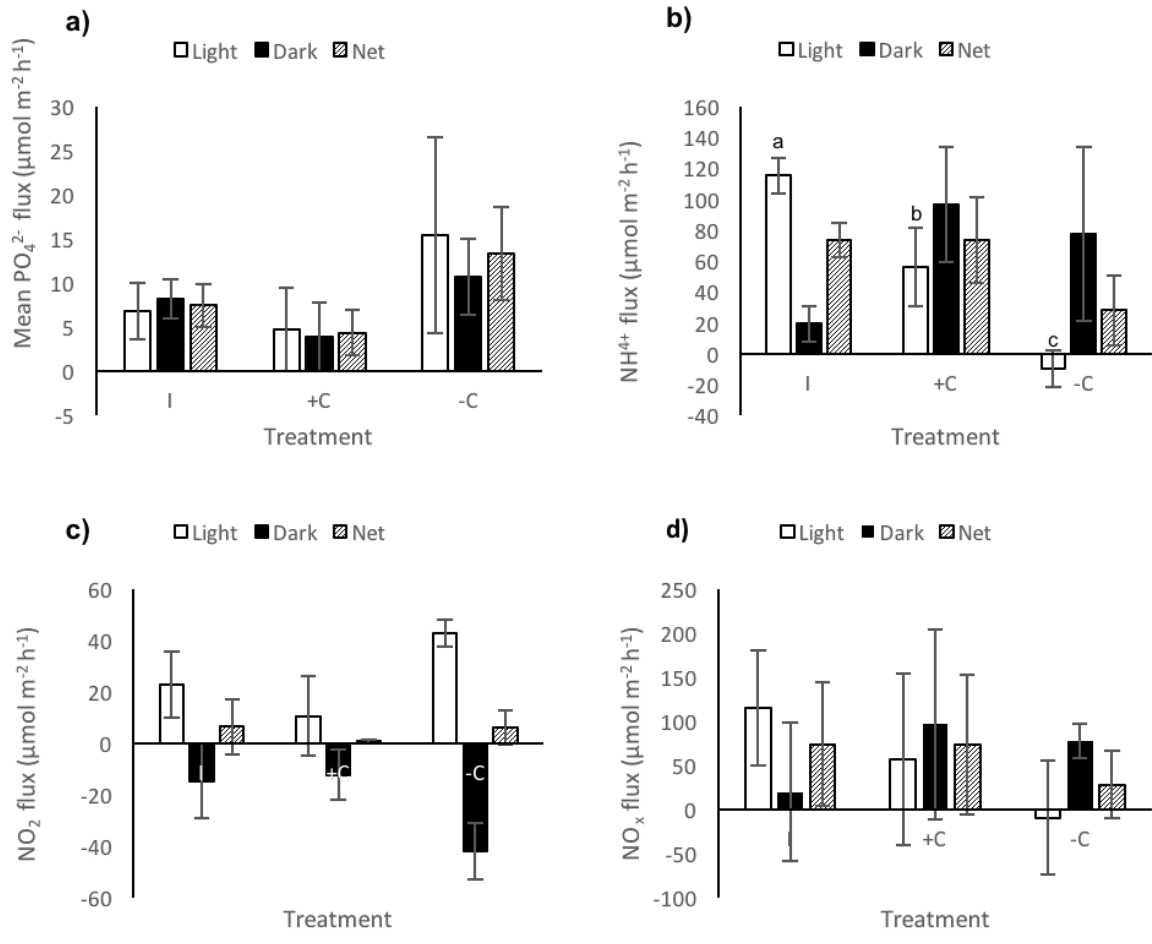 a)
Light Dark Net
Mean PO₄²⁻ flux (µmol m⁻² h⁻¹)
30
25
20
15
10
5
0
-5
I +C -C
Treatment
b)
Light Dark Net
NH⁴⁺ flux (µmol m⁻² h⁻¹)
160
140
120
100
80
60
40
20
0
-20
-40
a
b
c
I +C -C
Treatment
c)
Light Dark Net
NO₂ flux (µmol m⁻² h⁻¹)
60
40
20
0
-20
-40
-60
I +C -C
Treatment
d)
Light Dark Net
NOₓ flux (µmol m⁻² h⁻¹)
250
200
150
100
50
0
-50
-100
I +C -C
Treatment